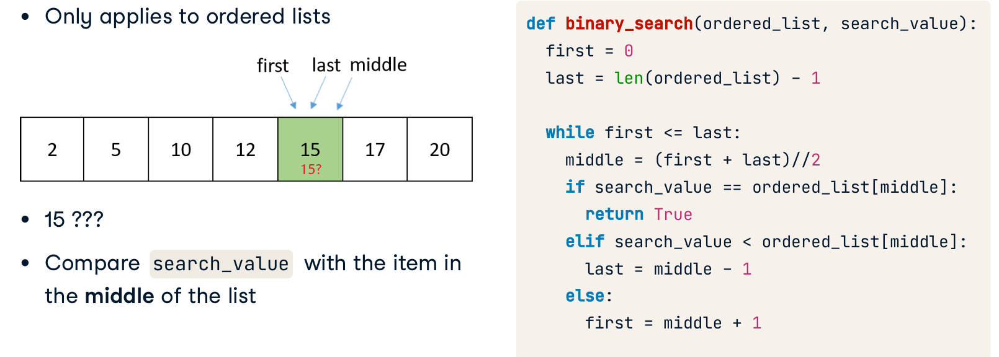 • Only applies to ordered lists
first last middle
2 5 10 12 15 17 20
15?
• 15 ???
• Compare search_value with the item in
the middle of the list
def binary_search(ordered_list, search_value):
  first = 0
  last = len(ordered_list) - 1

  while first <= last:
    middle = (first + last)//2
    if search_value == ordered_list[middle]:
      return True
    elif search_value < ordered_list[middle]:
      last = middle - 1
    else:
      first = middle + 1